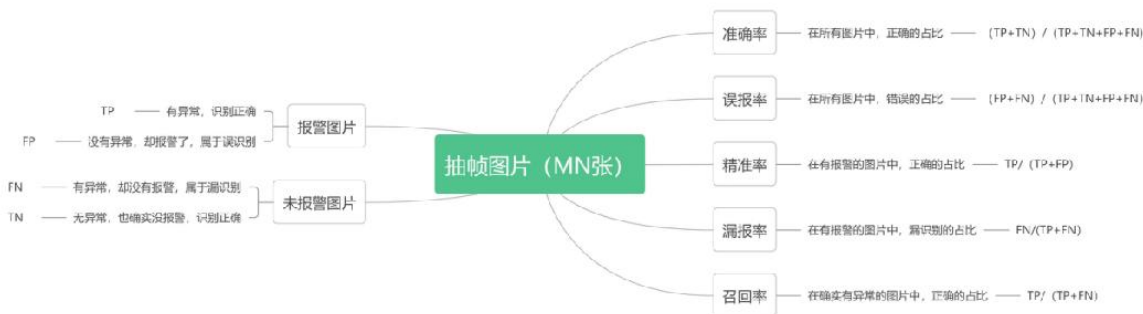 准确率 在所有图片中，正确的占比 （TP+TN）/（TP+TN+FP+FN）
误报率 在所有图片中，错误的占比 （FP+FN）/（TP+TN+FP+FN）
TP 有异常，识别正确
报警图片
FP 没有异常，却报警了，属于误识别
抽帧图片（MN张）
精准率 在有报警的图片中，正确的占比 TP/（TP+FP）
FN 有异常，却没有报警，属于漏识别
未报警图片
TN 无异常，也确实没报警，识别正确
漏报率 在有报警的图片中，漏识别的占比 FN/(TP+FN)
召回率 在确实有异常的图片中，正确的占比 TP/（TP+FN）